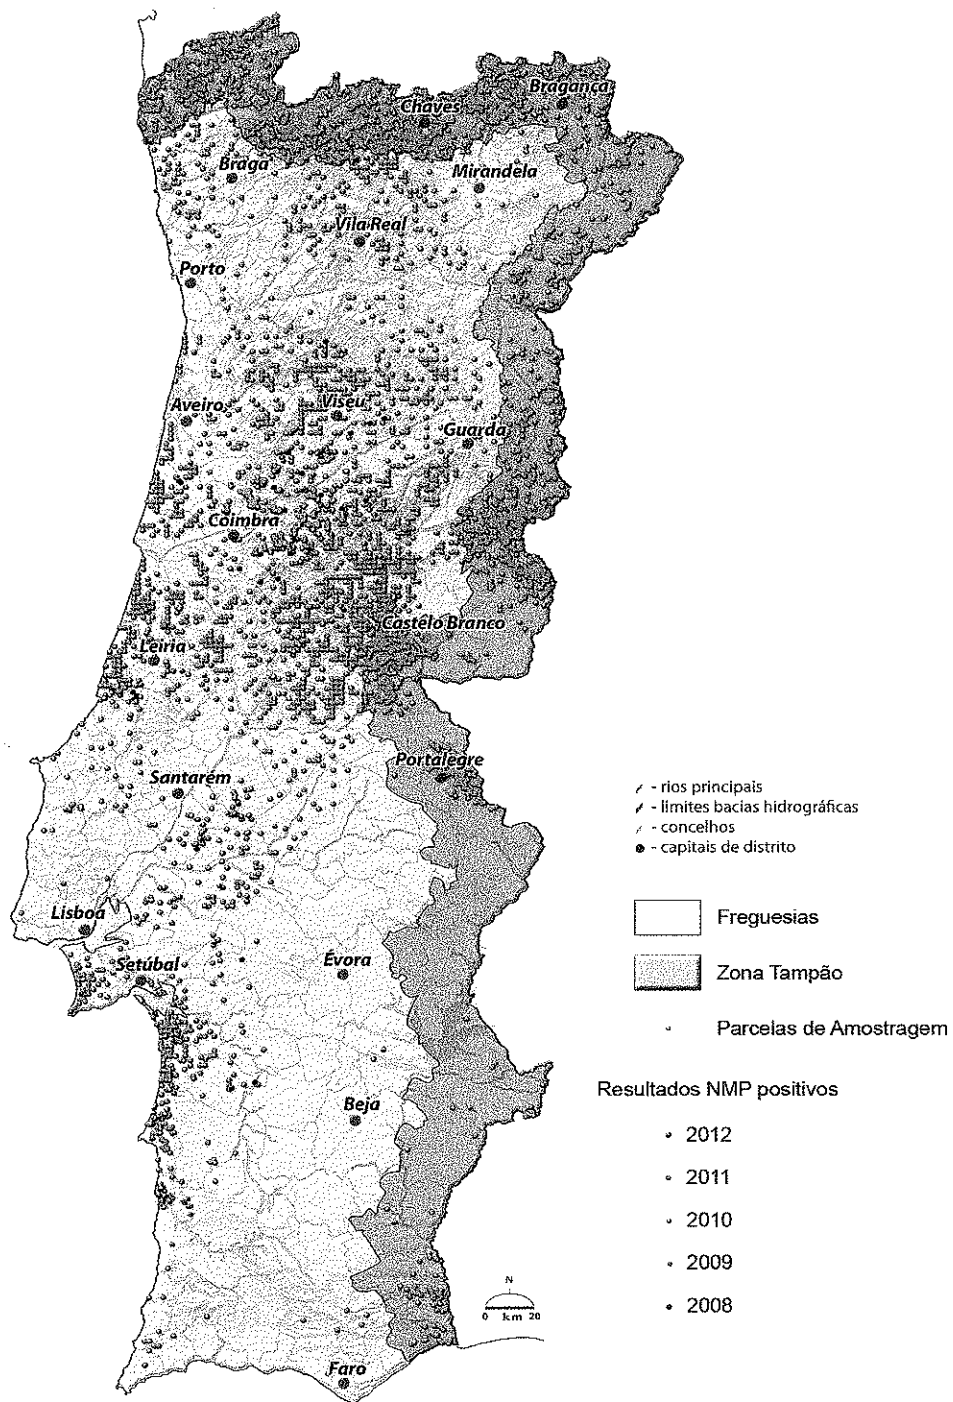 Bragança
Chaves
Braga
Mirandela
Vila Real
Porto
Aveiro
Viseu
Guarda
Coimbra
Castelo Branco
Leiria
Portalegre
Santarém
- rios principais
- limites bacias hidrográficas
- concelhos
- capitais de distrito
Lisboa
Freguesias
Setúbal
Évora
Zona Tampão
Parcelas de Amostragem
Resultados NMP positivos
Beja
2012
2011
2010
2009
2008
N
0 km 20
Faro